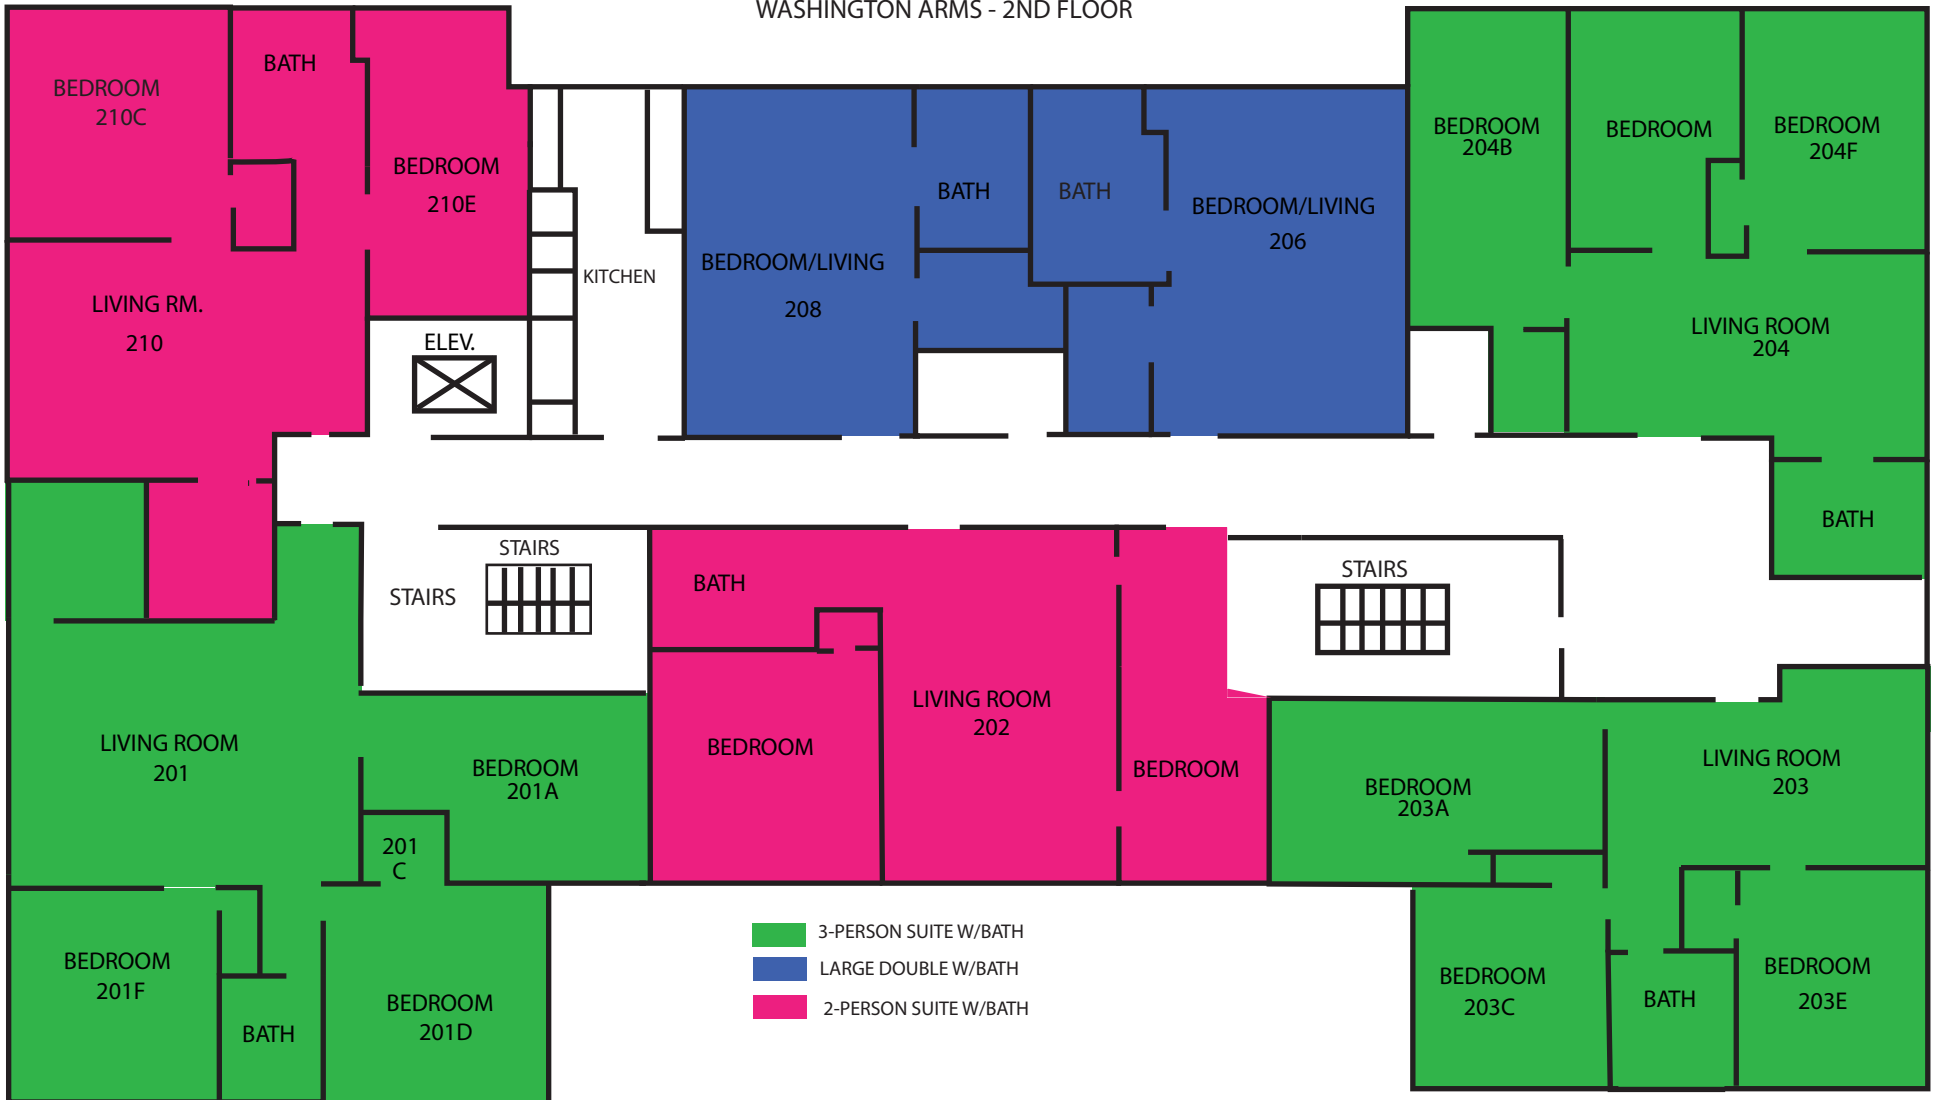 WASHINGTON ARMS - 2ND FLOOR
BEDROOM
210C
BATH
BEDROOM
210E
LIVING RM.
210
ELEV.
KITCHEN
BEDROOM/LIVING
208
BATH
BATH
BEDROOM/LIVING
206
BEDROOM
204B
BEDROOM
BEDROOM
204F
LIVING ROOM
204
BATH
STAIRS
STAIRS
BATH
BEDROOM
LIVING ROOM
202
BEDROOM
STAIRS
LIVING ROOM
201
BEDROOM
201A
201
C
BEDROOM
201F
BATH
BEDROOM
201D
BEDROOM
203A
LIVING ROOM
203
BEDROOM
203C
BATH
BEDROOM
203E
3-PERSON SUITE W/BATH
LARGE DOUBLE W/BATH
2-PERSON SUITE W/BATH